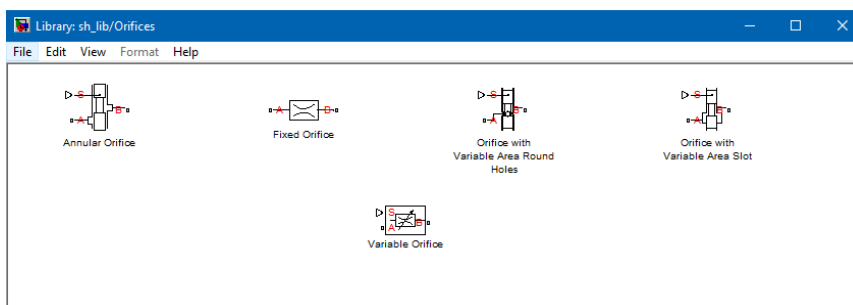 Library: sh_lib/Orifices
File Edit View Format Help
S
A
B
Annular Orifice
A
B
Fixed Orifice
S
A
B
Orifice with
Variable Area Round
Holes
S
A
B
Orifice with
Variable Area Slot
S
A
B
Variable Orifice